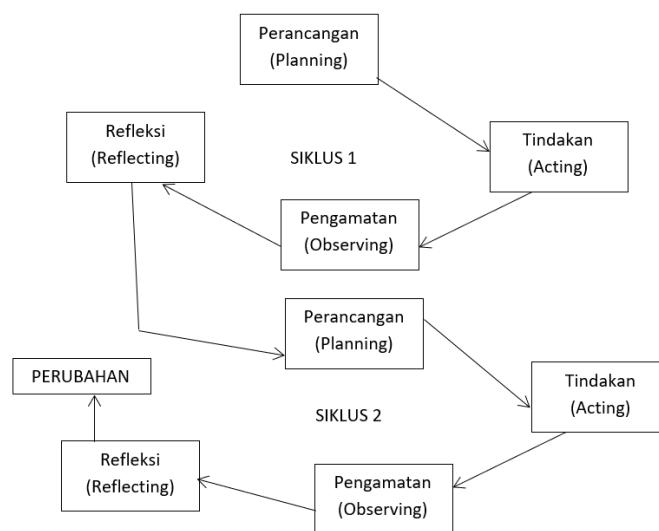 Perancangan
(Planning)
Tindakan
(Acting)
Refleksi
(Reflecting)
SIKLUS 1
Pengamatan
(Observing)
Perancangan
(Planning)
PERUBAHAN
Tindakan
(Acting)
SIKLUS 2
Refleksi
(Reflecting)
Pengamatan
(Observing)